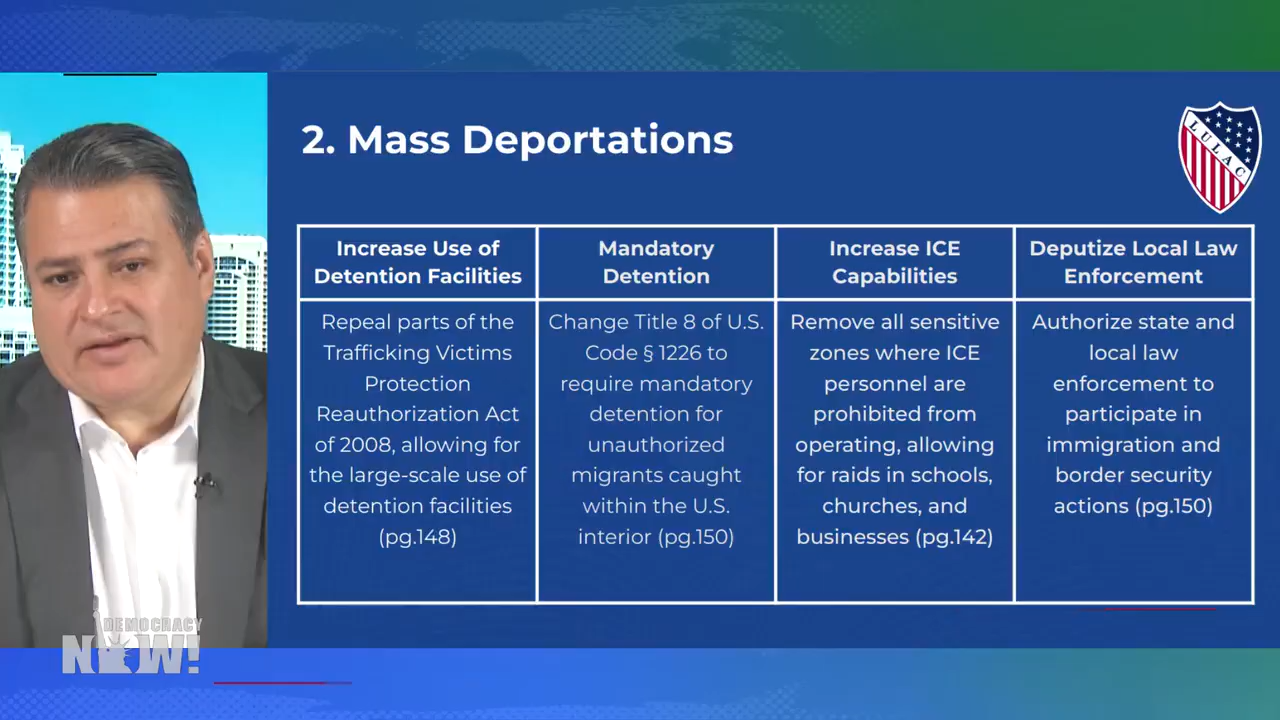 2. Mass Deportations
LULAC
Increase Use of
Detention Facilities
Repeal parts of the
Trafficking Victims
Protection
Reauthorization Act
of 2008, allowing for
the large-scale use of
detention facilities
(pg.148)
Mandatory
Detention
Change Title 8 of U.S.
Code § 1226 to
require mandatory
detention for
unauthorized
migrants caught
within the U.S.
interior (pg.150)
Increase ICE
Capabilities
Remove all sensitive
zones where ICE
personnel are
prohibited from
operating, allowing
for raids in schools,
churches, and
businesses (pg.142)
Deputize Local Law
Enforcement
Authorize state and
local law
enforcement to
participate in
immigration and
border security
actions (pg.150)
DEMOCRACY
NOW!